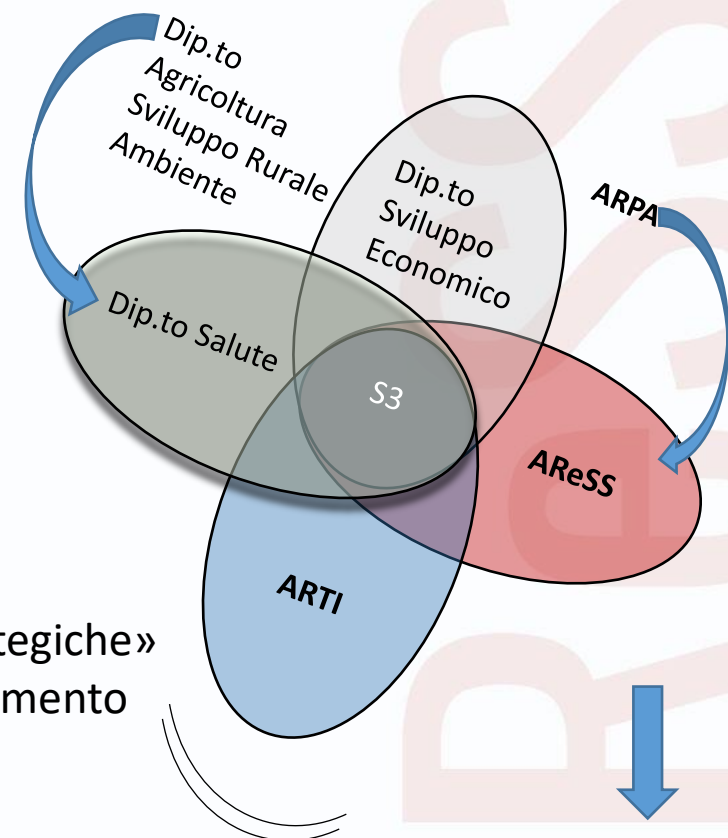 Dip.to
Agricoltura
Sviluppo Rurale
Ambiente
Dip.to
Sviluppo
Economico
ARPA
Dip.to Salute
S3
AReSS
ARTI
tegiche»
mento